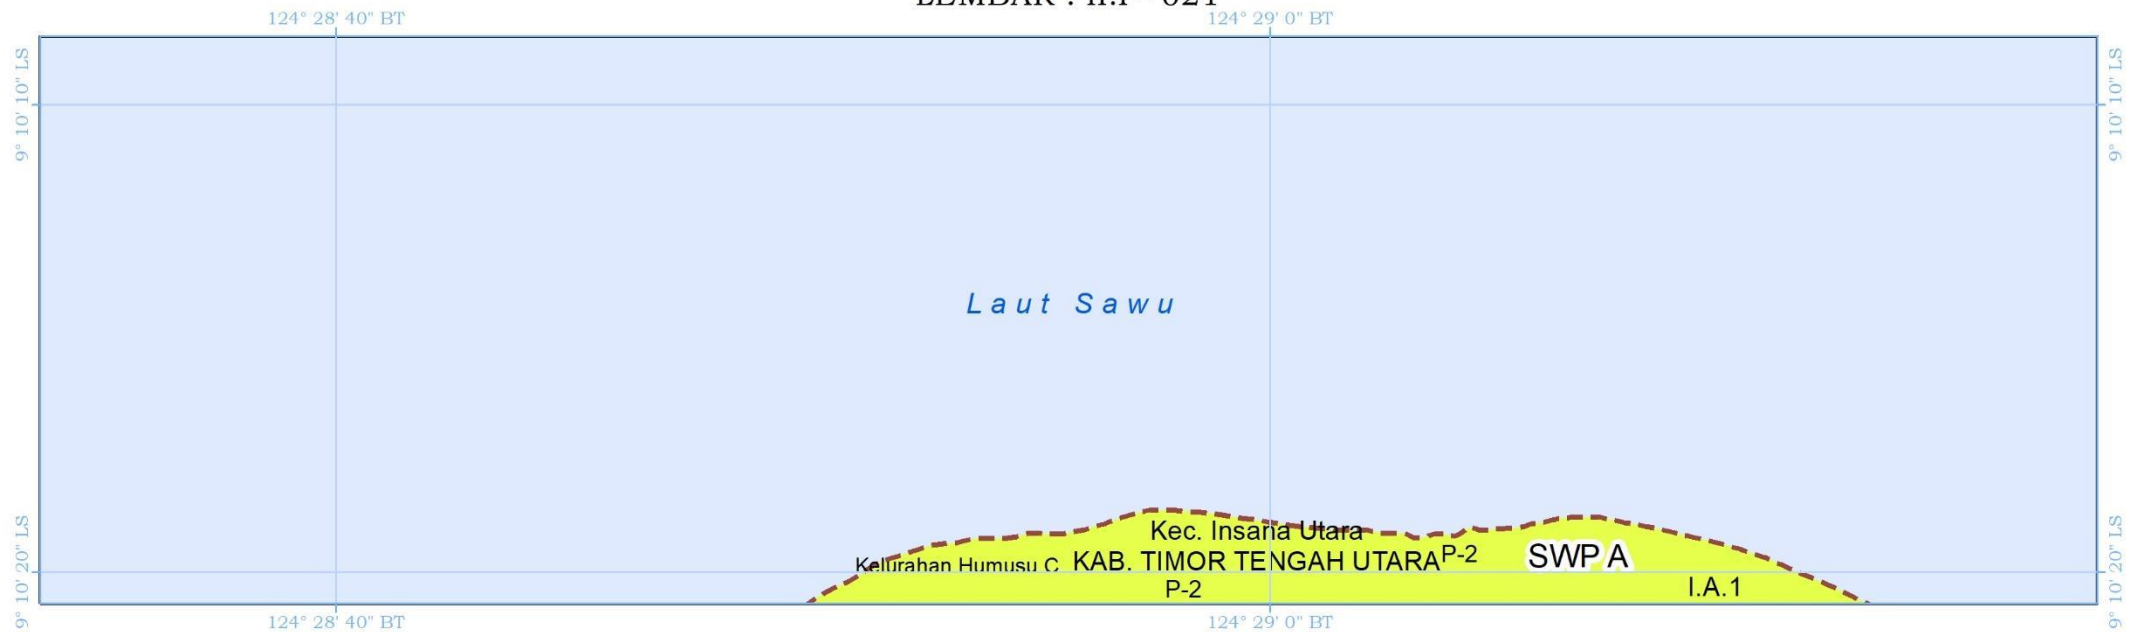 124° 28' 40" BT
124° 29' 0" BT
9° 10' 10" LS
9° 10' 10" LS
Laut Sawu
Kec. Insana Utara
Kelurahan Humusu C
KAB. TIMOR TENGAH UTARA
P-2
SWP A
P-2
I.A.1
9° 10' 20" LS
9° 10' 20" LS
124° 28' 40" BT
124° 29' 0" BT